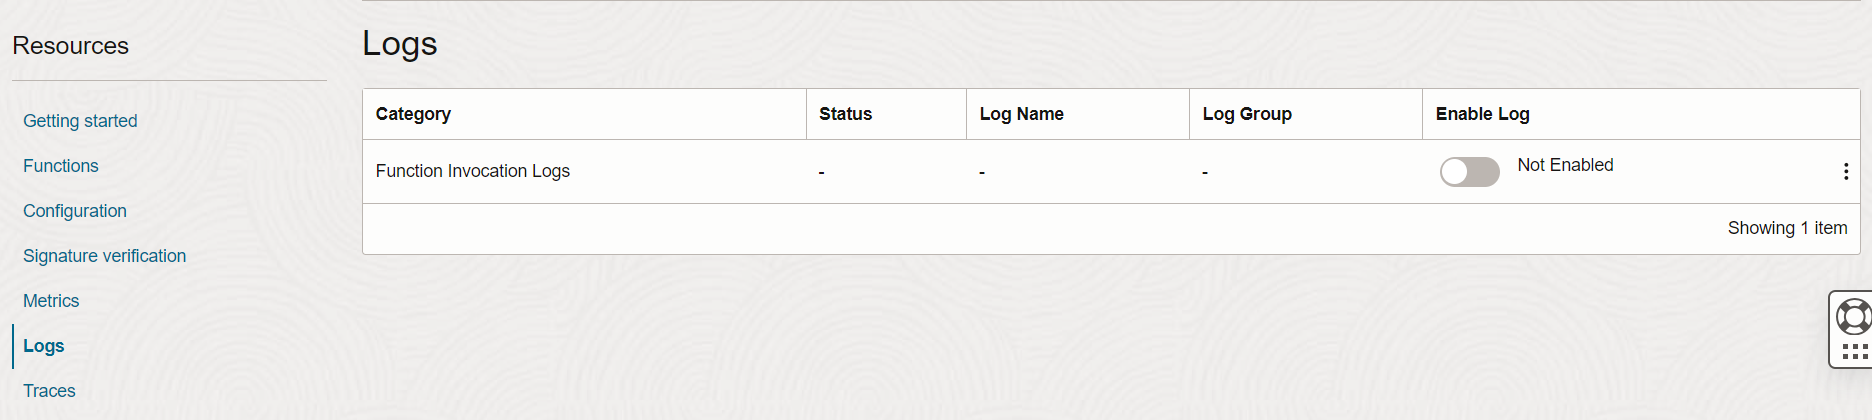 Resources
Getting started
Functions
Configuration
Signature verification
Metrics
Logs
Traces
Logs
Category Status Log Name Log Group Enable Log
Function Invocation Logs - - - Not Enabled
Showing 1 item